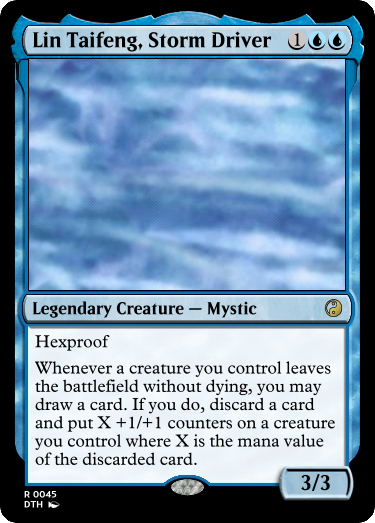 Lin Taifeng, Storm Driver 1
Legendary Creature — Mystic
Hexproof
Whenever a creature you control leaves
the battlefield without dying, you may
draw a card. If you do, discard a card
and put X +1/+1 counters on a creature
you control where X is the mana value
of the discarded card.
3/3
R 0045
DTH